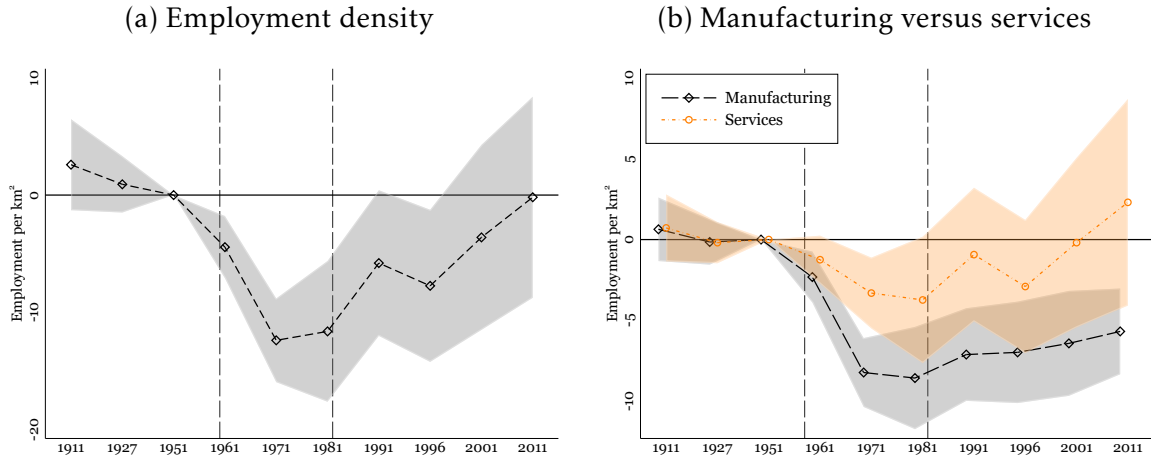 (a) Employment density
(b) Manufacturing versus services
Employment per km²
10
0
-10
-20
1911 1927 1951 1961 1971 1981 1991 1996 2001 2011
Employment per km²
10
5
0
-5
-10
Manufacturing
Services
1911 1927 1951 1961 1971 1981 1991 1996 2001 2011